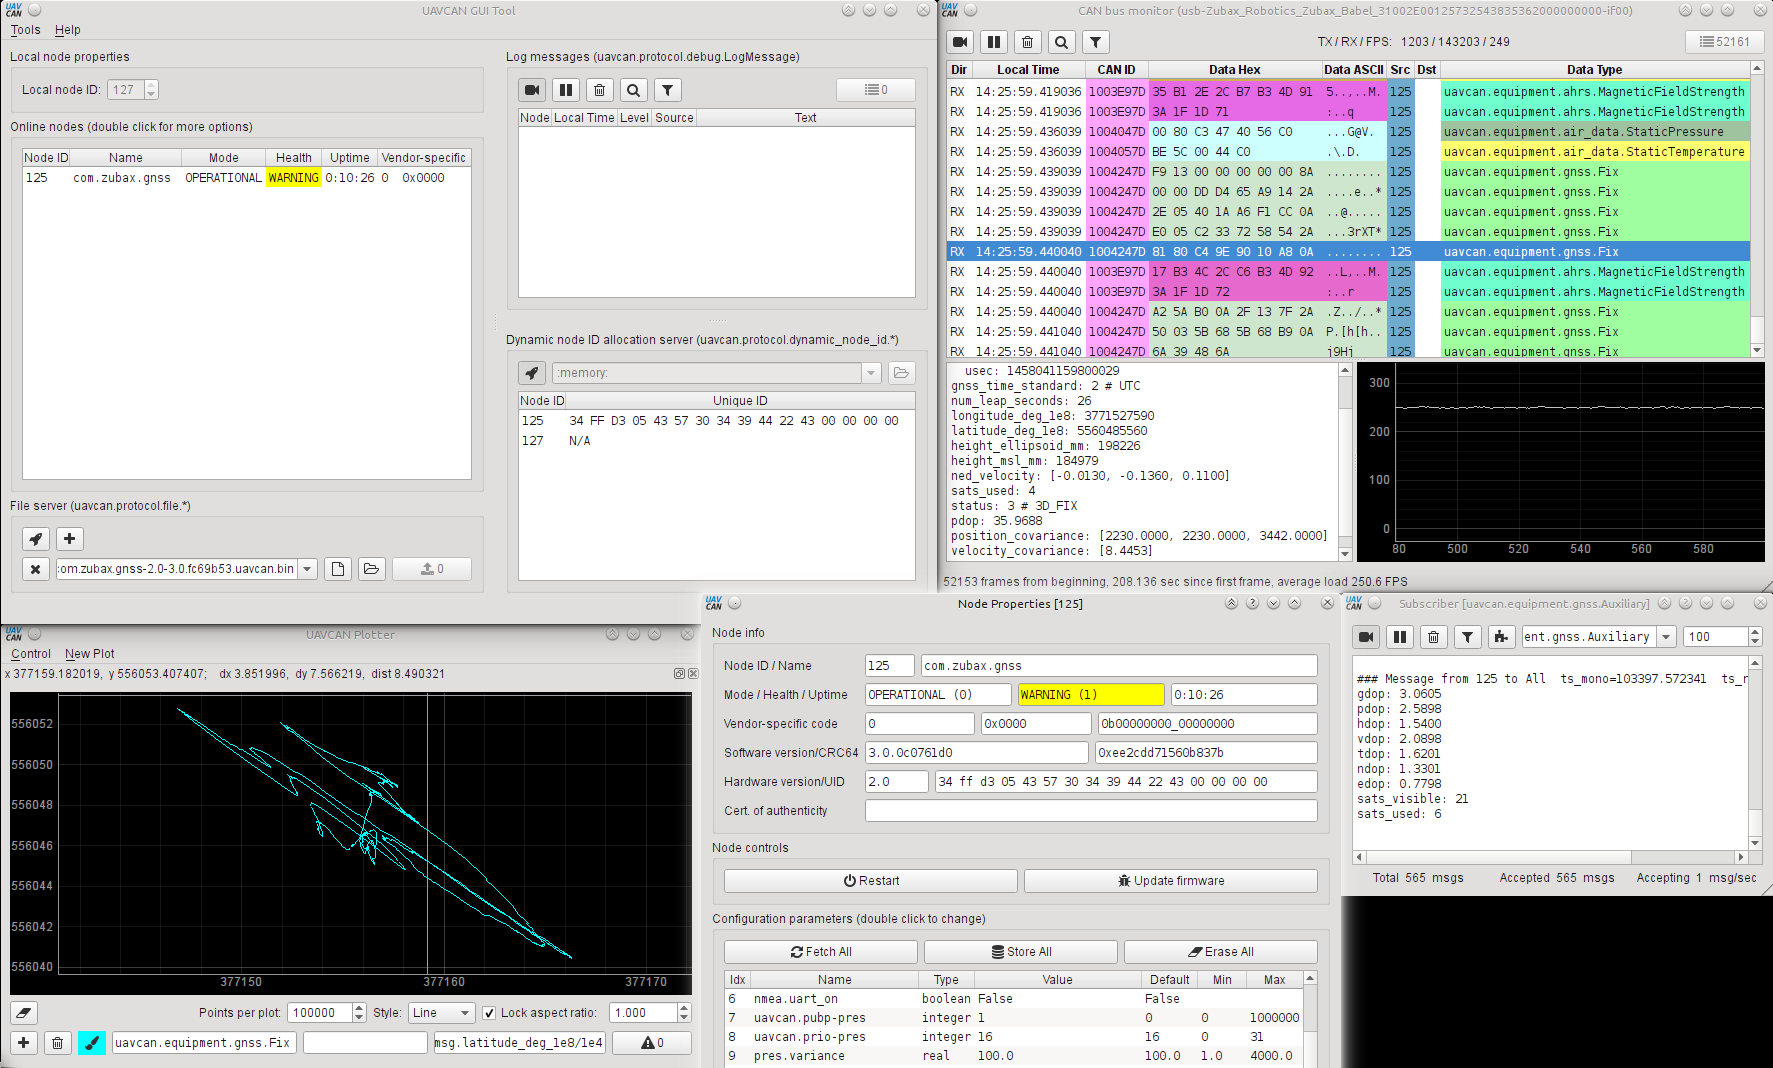 UAV CAN UAVCAN GUI Tool
Tools Help
Local node properties
Local node ID: 127
Online nodes (double click for more options)
Node ID Name Mode Health Uptime Vendor-specific
125 com.zubax.gnss OPERATIONAL WARNING 0:10:26 0 0x0000
File server (uavcan.protocol.file.*)
:om.zubax.gnss-2.0-3.0.fc69b53.uavcan.bin 0
Log messages (uavcan.protocol.debug.LogMessage)
0
Node Local Time Level Source Text
Dynamic node ID allocation server (uavcan.protocol.dynamic_node_id.*)
:memory:
Node ID Unique ID
125 34 FF D3 05 43 57 30 34 39 44 22 43 00 00 00 00
127 N/A
UAV CAN CAN bus monitor (usb-Zubax_Robotics_Zubax_Babel_31002E001257325438353620000000000-if00)
TX / RX / FPS: 1203 / 143203 / 249 52161
Dir Local Time CAN ID Data Hex Data ASCII Src Dst Data Type
RX 14:25:59.419036 1003E97D 35 B1 2E 2C B7 B3 4D 91 5..,..M. 125 uavcan.equipment.ahrs.MagneticFieldStrength
RX 14:25:59.419036 1003E97D 3A 1F 1D 71 :..q 125 uavcan.equipment.ahrs.MagneticFieldStrength
RX 14:25:59.436039 1004047D 00 80 C3 47 40 56 C0 ...G@V. 125 uavcan.equipment.air_data.StaticPressure
RX 14:25:59.436039 1004057D BE 5C 00 44 C0 .\.D. 125 uavcan.equipment.air_data.StaticTemperature
RX 14:25:59.439039 1004247D F9 13 00 00 00 00 00 8A ........ 125 uavcan.equipment.gnss.Fix
RX 14:25:59.439039 1004247D 00 00 DD D4 65 A9 14 2A ....e..* 125 uavcan.equipment.gnss.Fix
RX 14:25:59.439039 1004247D 2E 05 40 1A A6 F1 CC 0A ..@..... 125 uavcan.equipment.gnss.Fix
RX 14:25:59.439039 1004247D E0 05 C2 33 72 58 54 2A ...3rXT* 125 uavcan.equipment.gnss.Fix
RX 14:25:59.440040 1004247D 81 80 C4 9E 90 10 A8 0A ........ 125 uavcan.equipment.gnss.Fix
RX 14:25:59.440040 1003E97D 17 B3 4C 2C C6 B3 4D 92 ..L,..M. 125 uavcan.equipment.ahrs.MagneticFieldStrength
RX 14:25:59.440040 1003E97D 3A 1F 1D 72 :..r 125 uavcan.equipment.ahrs.MagneticFieldStrength
RX 14:25:59.440040 1004247D A2 5A B0 0A 2F 13 7F 2A .Z../..* 125 uavcan.equipment.gnss.Fix
RX 14:25:59.441040 1004247D 50 03 5B 68 5B 68 B9 0A P.[h[h.. 125 uavcan.equipment.gnss.Fix
RX 14:25:59.441040 1004247D 6A 39 48 6A j9Hj 125 uavcan.equipment.gnss.Fix
usec: 1458041159800029
gnss_time_standard: 2 # UTC
num_leap_seconds: 26
longitude_deg_1e8: 3771527590
latitude_deg_1e8: 5560485560
height_ellipsoid_mm: 198226
height_msl_mm: 184979
ned_velocity: [-0.0130, -0.1360, 0.1100]
sats_used: 4
status: 3 # 3D_FIX
pdop: 35.9688
position_covariance: [2230.0000, 2230.0000, 3442.0000]
velocity_covariance: [8.4453]
300
200
100
0
80 500 520 540 560 580
52153 frames from beginning, 208.136 sec since first frame, average load 250.6 FPS
UAV CAN UAVCAN Plotter
Control New Plot
x 377159.182019, y 556053.407407; dx 3.851996, dy 7.566219, dist 8.490321
556052
556050
556048
556046
556044
556042
556040
377150 377160 377170
Points per plot: 100000 Style: Line Lock aspect ratio: 1.000
uavcan.equipment.gnss.Fix msg.latitude_deg_1e8/1e4 0
UAV CAN Node Properties [125]
Node info
Node ID / Name 125 com.zubax.gnss
Mode / Health / Uptime OPERATIONAL (0) WARNING (1) 0:10:26
Vendor-specific code 0 0x0000 0b00000000_00000000
Software version/CRC64 3.0.0c0761d0 0xee2cdd71560b837b
Hardware version/UID 2.0 34 ff d3 05 43 57 30 34 39 44 22 43 00 00 00 00
Cert. of authenticity
Node controls
Restart Update firmware
Configuration parameters (double click to change)
Fetch All Store All Erase All
Idx Name Type Value Default Min Max
6 nmea.uart_on boolean False False
7 uavcan.pubp-pres integer 1 0 0 1000000
8 uavcan.prio-pres integer 16 16 0 31
9 pres.variance real 100.0 100.0 1.0 4000.0
UAV CAN Subscriber [uavcan.equipment.gnss.Auxiliary]
ent.gnss.Auxiliary 100
### Message from 125 to All ts_mono=103397.572341 ts_r
gdop: 3.0605
pdop: 2.5898
hdop: 1.5400
vdop: 2.0898
tdop: 1.6201
ndop: 1.3301
edop: 0.7798
sats_visible: 21
sats_used: 6
Total 565 msgs Accepted 565 msgs Accepting 1 msg/sec